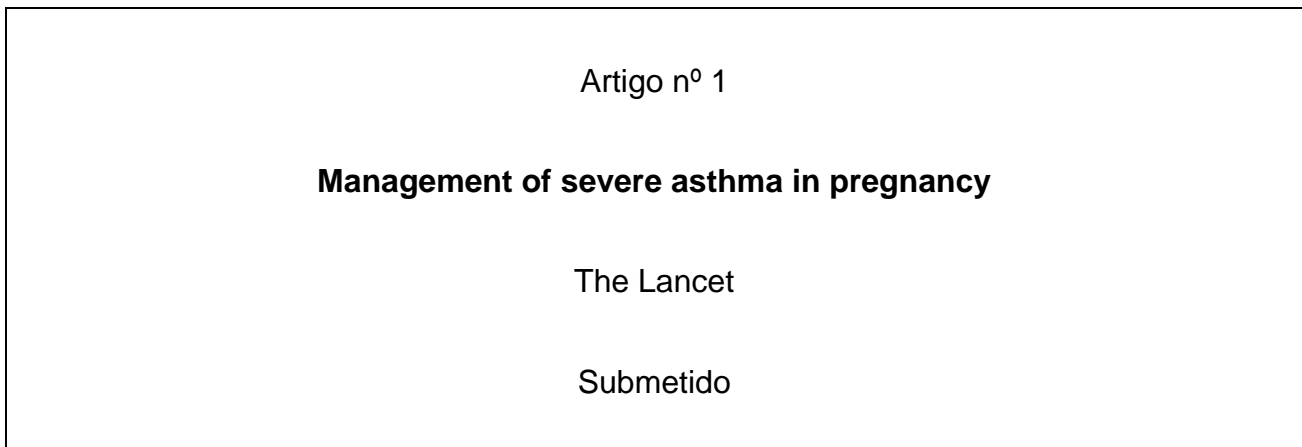 Artigo nº 1
Management of severe asthma in pregnancy
The Lancet
Submetido